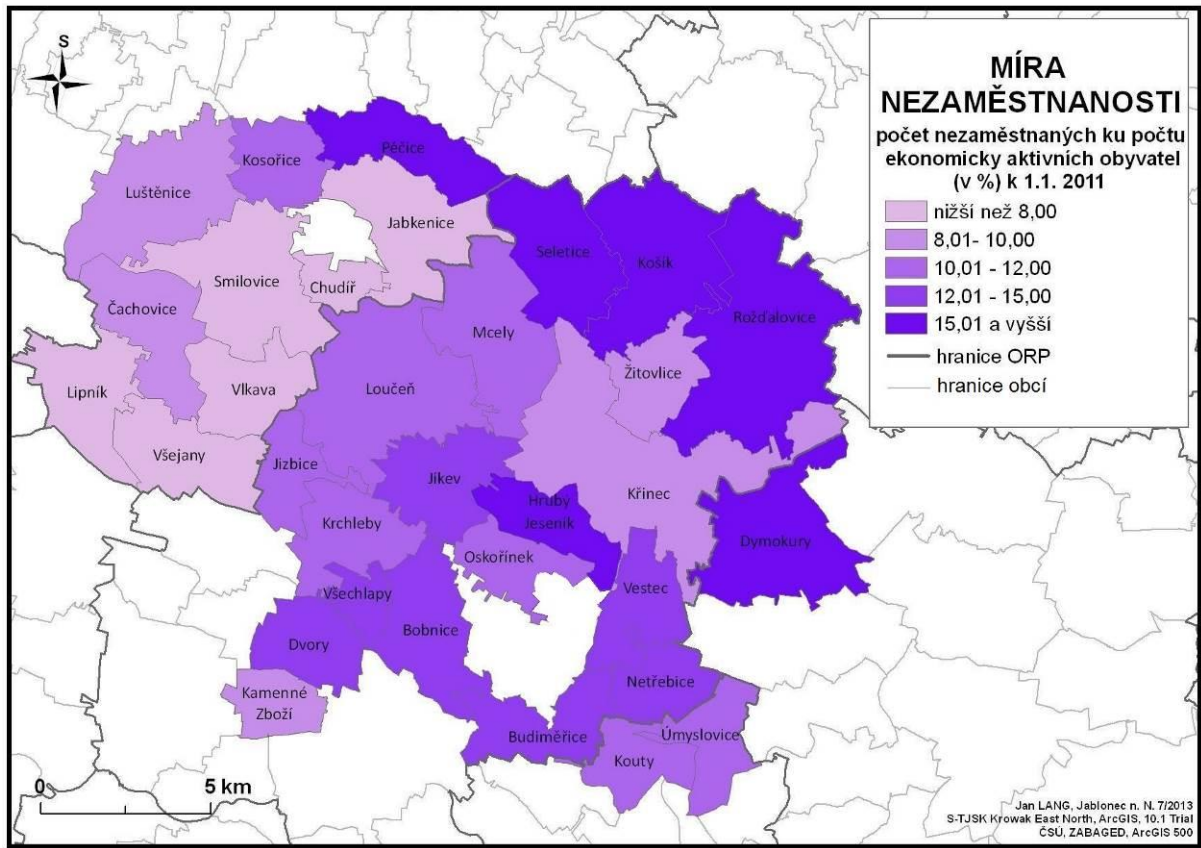 S
MÍRA
NEZAMĚSTNANOSTI
počet nezaměstnaných ku počtu
ekonomicky aktivních obyvatel
(v %) k 1.1. 2011
nižší než 8,00
8,01- 10,00
10,01 - 12,00
12,01 - 15,00
15,01 a vyšší
hranice ORP
hranice obcí
Pěčice
Kosořice
Luštěnice
Jabkenice
Seletice
Košík
Smilovice
Chudíř
Čachovice
Rožďalovice
Mcely
Žitovlice
Lipník
Vlkava
Loučeň
Všejany
Jizbice
Jíkev
Křinec
Hrubý
Jeseník
Krchleby
Oskořínek
Dymokury
Vestec
Všechlapy
Bobnice
Dvory
Netřebice
Kamenné
Zboží
Budiměřice
Úmyslovice
Kouty
0 5 km
Jan LANG, Jablonec n. N. 7/2013
S-TJSK Krowak East North, ArcGIS, 10.1 Trial
ČSÚ, ZABAGED, ArcGIS 500